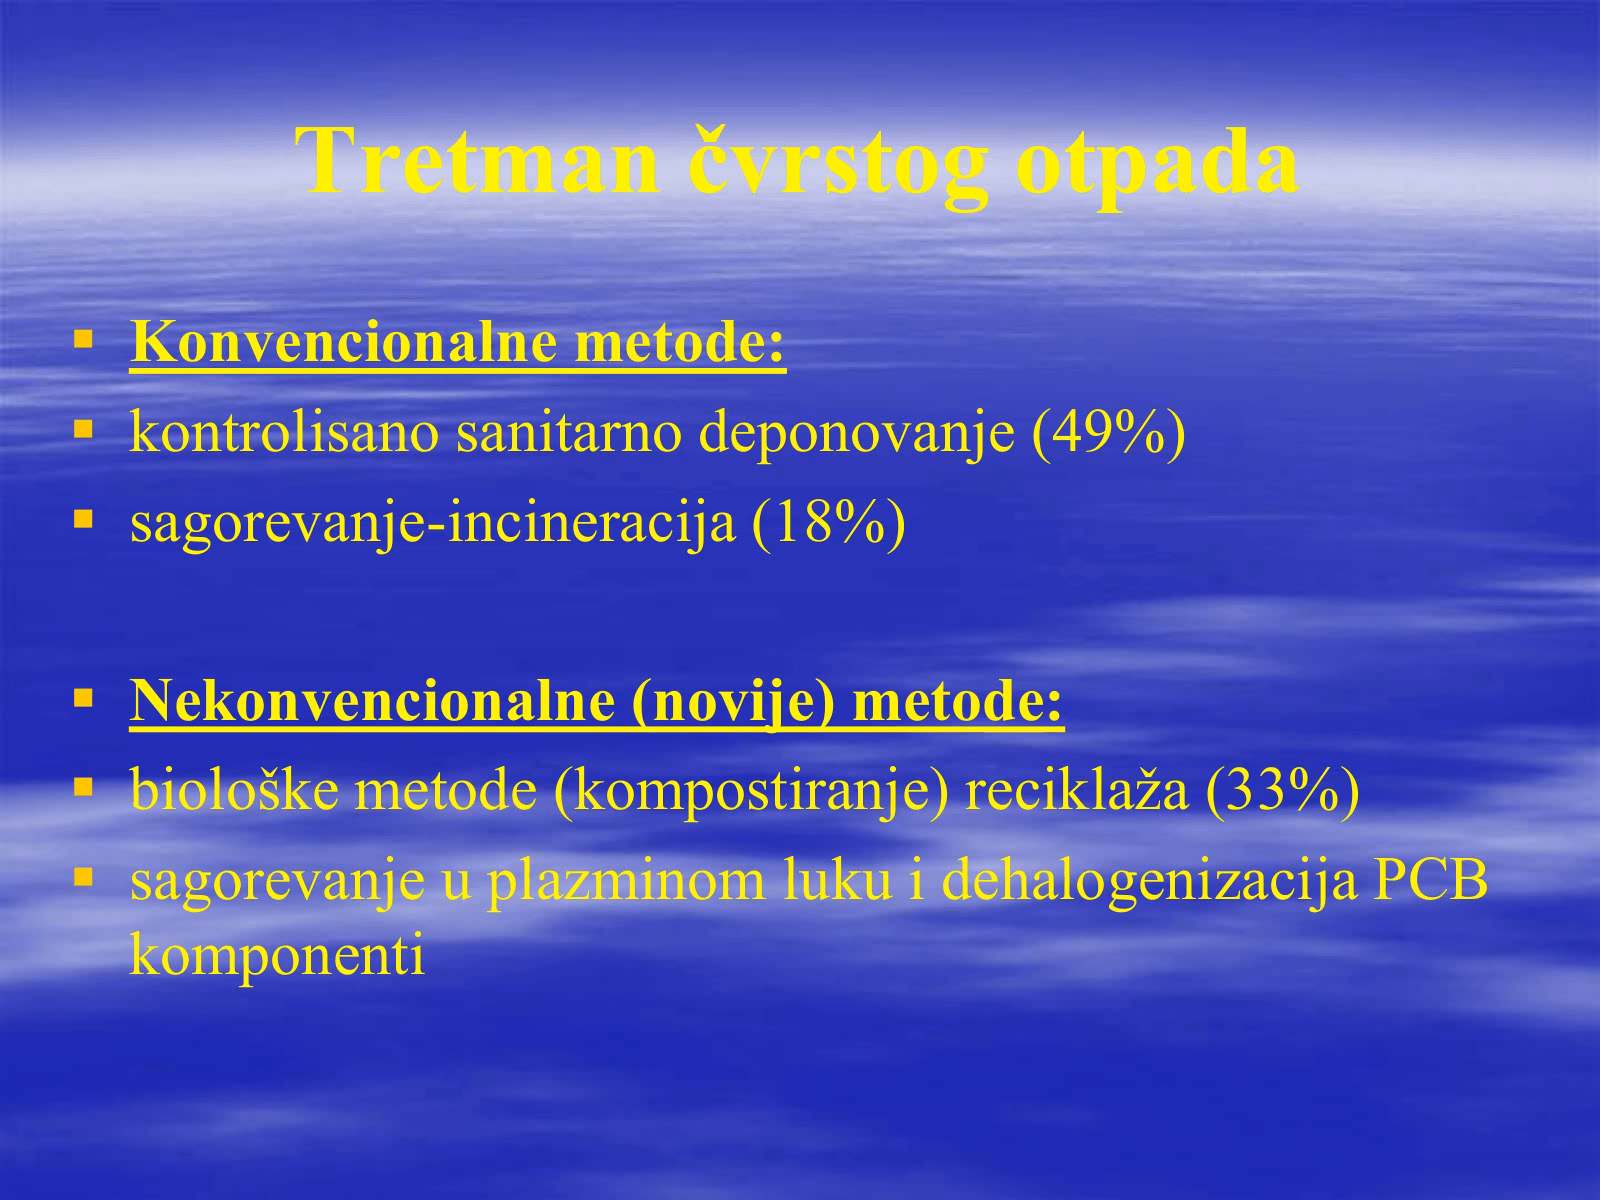 Tretman čvrstog otpada
Konvencionalne metode:
kontrolisano sanitarno deponovanje (49%)
sagorevanje-incineracija (18%)
Nekonvencionalne (novije) metode:
biološke metode (kompostiranje) reciklaža (33%)
sagorevanje u plazminom luku i dehalogenizacija PCB
komponenti